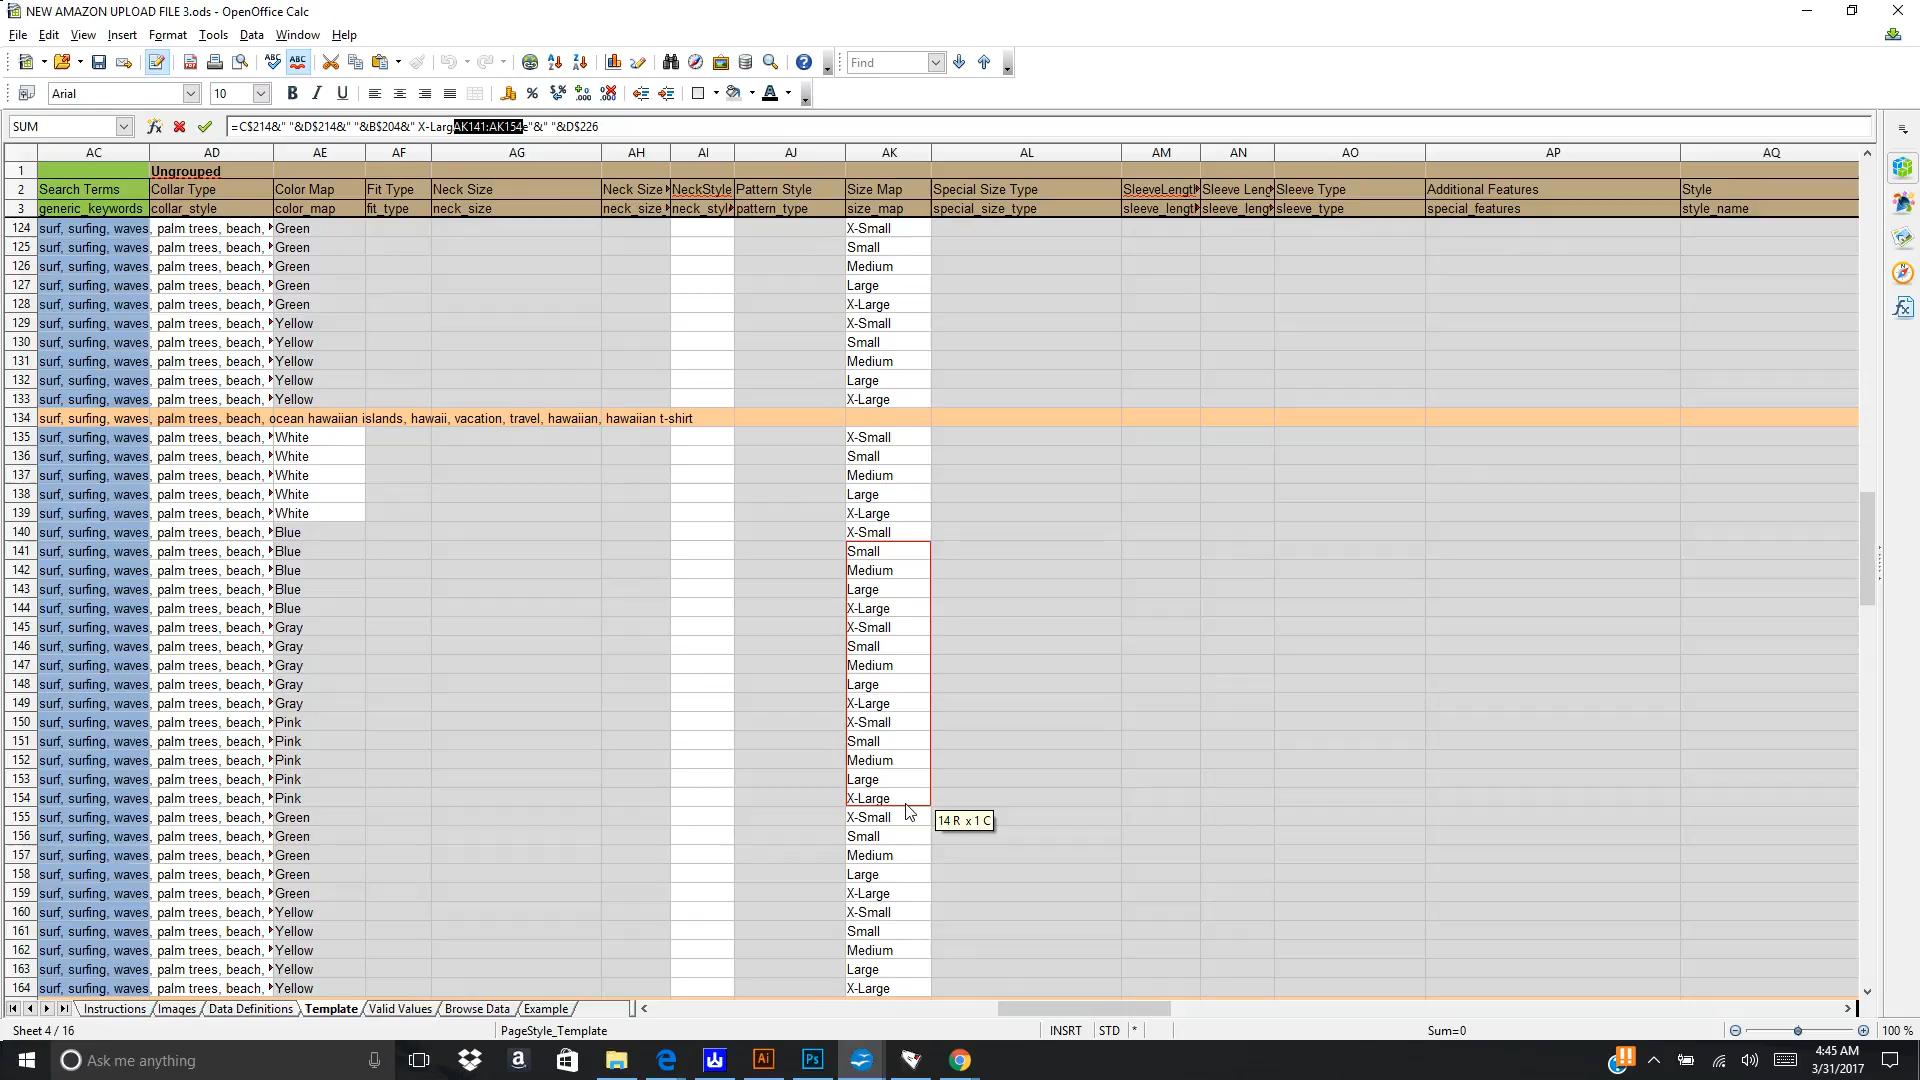 NEW AMAZON UPLOAD FILE 3.ods - OpenOffice Calc
File Edit View Insert Format Tools Data Window Help
Find
Arial 10
SUM =C$214&" "&D$214&" "&B$204&" X-LargAK141:AK154e"&" "&D$226
AC AD AE AF AG AH AI AJ AK AL AM AN AO AP AQ
1 Ungrouped
2 Search Terms Collar Type Color Map Fit Type Neck Size Neck Size NeckStyle Pattern Style Size Map Special Size Type SleeveLength Sleeve Leng Sleeve Type Additional Features Style
3 generic_keywords collar_style color_map fit_type neck_size neck_size_ neck_styl pattern_type size_map special_size_type sleeve_lengt sleeve_leng sleeve_type special_features style_name
124 surf, surfing, waves, palm trees, beach, Green X-Small
125 surf, surfing, waves, palm trees, beach, Green Small
126 surf, surfing, waves, palm trees, beach, Green Medium
127 surf, surfing, waves, palm trees, beach, Green Large
128 surf, surfing, waves, palm trees, beach, Green X-Large
129 surf, surfing, waves, palm trees, beach, Yellow X-Small
130 surf, surfing, waves, palm trees, beach, Yellow Small
131 surf, surfing, waves, palm trees, beach, Yellow Medium
132 surf, surfing, waves, palm trees, beach, Yellow Large
133 surf, surfing, waves, palm trees, beach, Yellow X-Large
134 surf, surfing, waves, palm trees, beach, ocean hawaiian islands, hawaii, vacation, travel, hawaiian, hawaiian t-shirt
135 surf, surfing, waves, palm trees, beach, White X-Small
136 surf, surfing, waves, palm trees, beach, White Small
137 surf, surfing, waves, palm trees, beach, White Medium
138 surf, surfing, waves, palm trees, beach, White Large
139 surf, surfing, waves, palm trees, beach, White X-Large
140 surf, surfing, waves, palm trees, beach, Blue X-Small
141 surf, surfing, waves, palm trees, beach, Blue Small
142 surf, surfing, waves, palm trees, beach, Blue Medium
143 surf, surfing, waves, palm trees, beach, Blue Large
144 surf, surfing, waves, palm trees, beach, Blue X-Large
145 surf, surfing, waves, palm trees, beach, Gray X-Small
146 surf, surfing, waves, palm trees, beach, Gray Small
147 surf, surfing, waves, palm trees, beach, Gray Medium
148 surf, surfing, waves, palm trees, beach, Gray Large
149 surf, surfing, waves, palm trees, beach, Gray X-Large
150 surf, surfing, waves, palm trees, beach, Pink X-Small
151 surf, surfing, waves, palm trees, beach, Pink Small
152 surf, surfing, waves, palm trees, beach, Pink Medium
153 surf, surfing, waves, palm trees, beach, Pink Large
154 surf, surfing, waves, palm trees, beach, Pink X-Large
155 surf, surfing, waves, palm trees, beach, Green X-Small 14 R x 1 C
156 surf, surfing, waves, palm trees, beach, Green Small
157 surf, surfing, waves, palm trees, beach, Green Medium
158 surf, surfing, waves, palm trees, beach, Green Large
159 surf, surfing, waves, palm trees, beach, Green X-Large
160 surf, surfing, waves, palm trees, beach, Yellow X-Small
161 surf, surfing, waves, palm trees, beach, Yellow Small
162 surf, surfing, waves, palm trees, beach, Yellow Medium
163 surf, surfing, waves, palm trees, beach, Yellow Large
164 surf, surfing, waves, palm trees, beach, Yellow X-Large
Instructions Images Data Definitions Template Valid Values Browse Data Example
Sheet 4 / 16 PageStyle_Template INSRT STD * Sum=0 100 %
Ask me anything
4:45 AM
3/31/2017